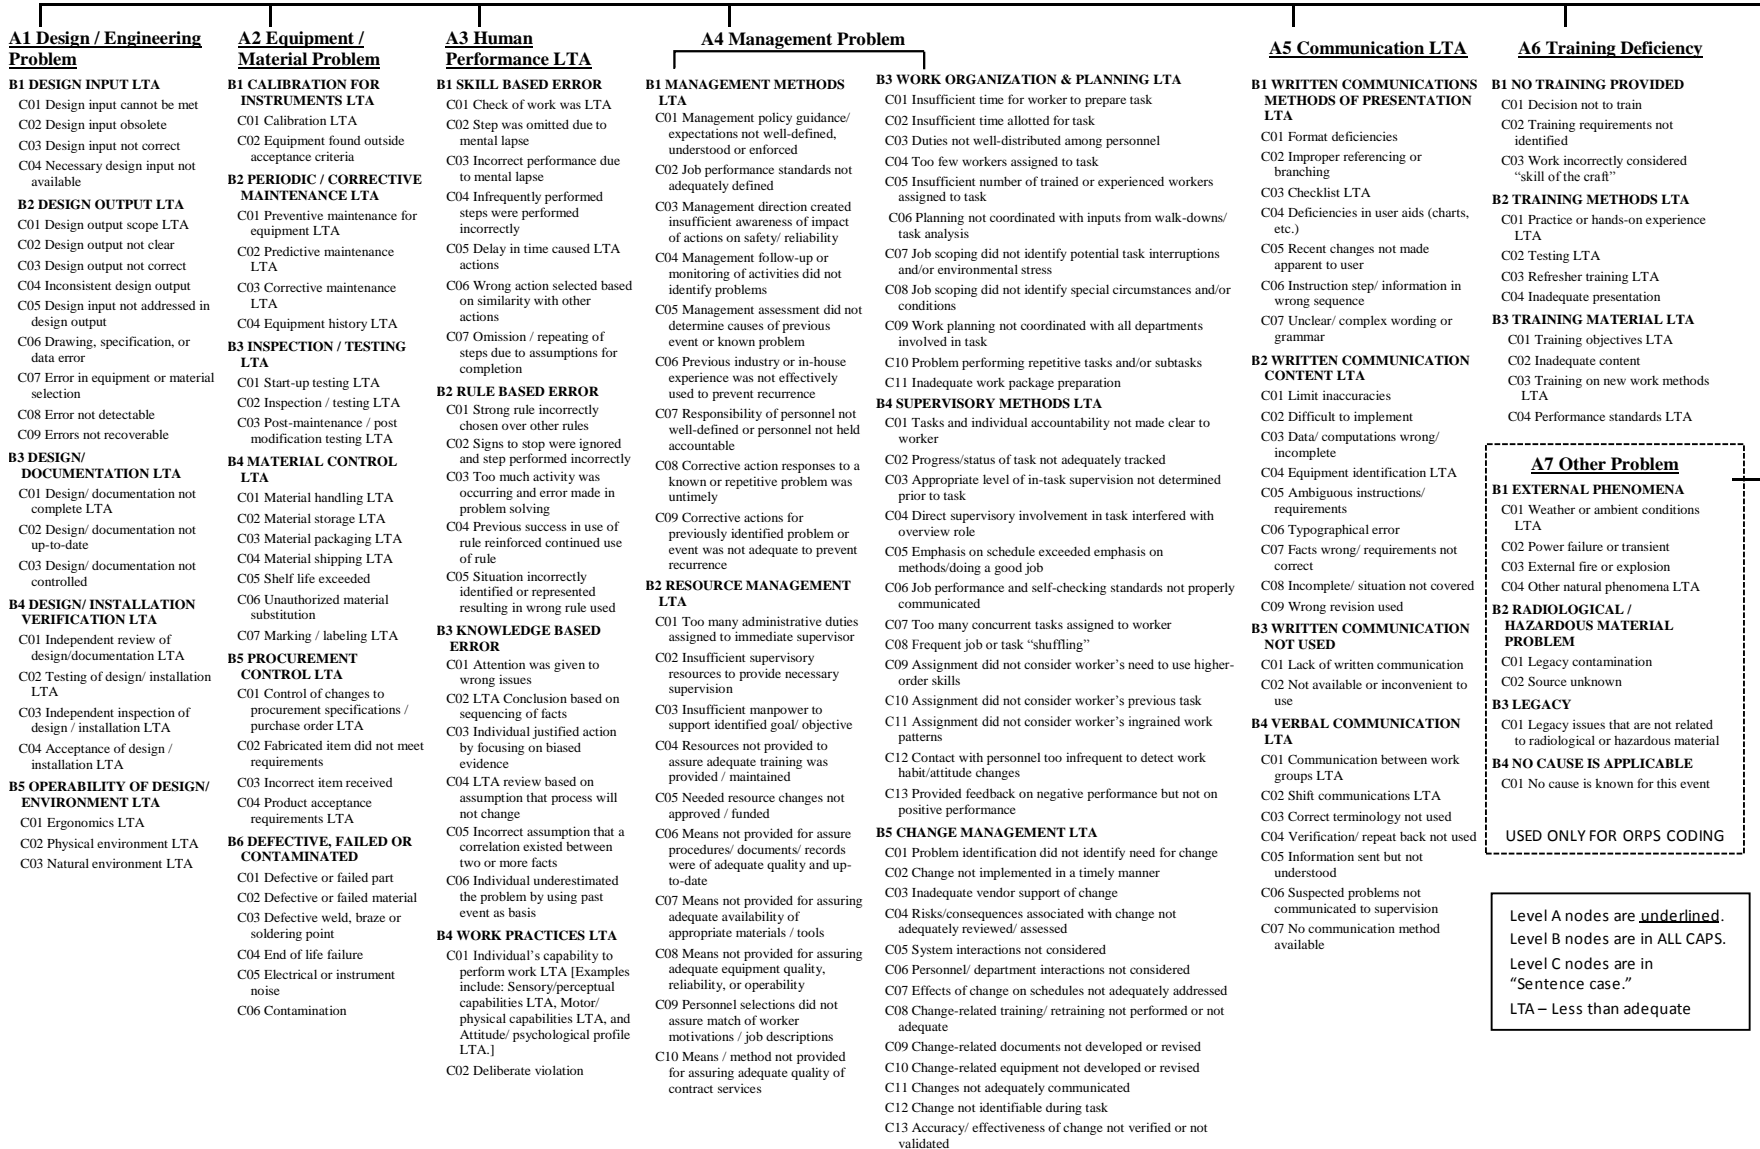 A1 Design / Engineering
Problem
B1 DESIGN INPUT LTA
C01 Design input cannot be met
C02 Design input obsolete
C03 Design input not correct
C04 Necessary design input not
available
B2 DESIGN OUTPUT LTA
C01 Design output scope LTA
C02 Design output not clear
C03 Design output not correct
C04 Inconsistent design output
C05 Design input not addressed in
design output
C06 Drawing, specification, or
data error
C07 Error in equipment or material
selection
C08 Error not detectable
C09 Errors not recoverable
B3 DESIGN/
DOCUMENTATION LTA
C01 Design/ documentation not
complete LTA
C02 Design/ documentation not
up-to-date
C03 Design/ documentation not
controlled
B4 DESIGN/ INSTALLATION
VERIFICATION LTA
C01 Independent review of
design/documentation LTA
C02 Testing of design/ installation
LTA
C03 Independent inspection of
design / installation LTA
C04 Acceptance of design /
installation LTA
B5 OPERABILITY OF DESIGN/
ENVIRONMENT LTA
C01 Ergonomics LTA
C02 Physical environment LTA
C03 Natural environment LTA
A2 Equipment /
Material Problem
B1 CALIBRATION FOR
INSTRUMENTS LTA
C01 Calibration LTA
C02 Equipment found outside
acceptance criteria
B2 PERIODIC / CORRECTIVE
MAINTENANCE LTA
C01 Preventive maintenance for
equipment LTA
C02 Predictive maintenance
LTA
C03 Corrective maintenance
LTA
C04 Equipment history LTA
B3 INSPECTION / TESTING
LTA
C01 Start-up testing LTA
C02 Inspection / testing LTA
C03 Post-maintenance / post
modification testing LTA
B4 MATERIAL CONTROL
LTA
C01 Material handling LTA
C02 Material storage LTA
C03 Material packaging LTA
C04 Material shipping LTA
C05 Shelf life exceeded
C06 Unauthorized material
substitution
C07 Marking / labeling LTA
B5 PROCUREMENT
CONTROL LTA
C01 Control of changes to
procurement specifications /
purchase order LTA
C02 Fabricated item did not meet
requirements
C03 Incorrect item received
C04 Product acceptance
requirements LTA
B6 DEFECTIVE, FAILED OR
CONTAMINATED
C01 Defective or failed part
C02 Defective or failed material
C03 Defective weld, braze or
soldering point
C04 End of life failure
C05 Electrical or instrument
noise
C06 Contamination
A3 Human
Performance LTA
B1 SKILL BASED ERROR
C01 Check of work was LTA
C02 Step was omitted due to
mental lapse
C03 Incorrect performance due
to mental lapse
C04 Infrequently performed
steps were performed
incorrectly
C05 Delay in time caused LTA
actions
C06 Wrong action selected based
on similarity with other
actions
C07 Omission / repeating of
steps due to assumptions for
completion
B2 RULE BASED ERROR
C01 Strong rule incorrectly
chosen over other rules
C02 Signs to stop were ignored
and step performed incorrectly
C03 Too much activity was
occurring and error made in
problem solving
C04 Previous success in use of
rule reinforced continued use
of rule
C05 Situation incorrectly
identified or represented
resulting in wrong rule used
B3 KNOWLEDGE BASED
ERROR
C01 Attention was given to
wrong issues
C02 LTA Conclusion based on
sequencing of facts
C03 Individual justified action
by focusing on biased
evidence
C04 LTA review based on
assumption that process will
not change
C05 Incorrect assumption that a
correlation existed between
two or more facts
C06 Individual underestimated
the problem by using past
event as basis
B4 WORK PRACTICES LTA
C01 Individual's capability to
perform work LTA [Examples
include: Sensory/perceptual
capabilities LTA, Motor/
physical capabilities LTA, and
Attitude/ psychological profile
LTA.]
C02 Deliberate violation
A4 Management Problem
B1 MANAGEMENT METHODS
LTA
C01 Management policy guidance/
expectations not well-defined,
understood or enforced
C02 Job performance standards not
adequately defined
C03 Management direction created
insufficient awareness of impact
of actions on safety/ reliability
C04 Management follow-up or
monitoring of activities did not
identify problems
C05 Management assessment did not
determine causes of previous
event or known problem
C06 Previous industry or in-house
experience was not effectively
used to prevent recurrence
C07 Responsibility of personnel not
well-defined or personnel not held
accountable
C08 Corrective action responses to a
known or repetitive problem was
untimely
C09 Corrective actions for
previously identified problem or
event was not adequate to prevent
recurrence
B2 RESOURCE MANAGEMENT
LTA
C01 Too many administrative duties
assigned to immediate supervisor
C02 Insufficient supervisory
resources to provide necessary
supervision
C03 Insufficient manpower to
support identified goal/ objective
C04 Resources not provided to
assure adequate training was
provided / maintained
C05 Needed resource changes not
approved / funded
C06 Means not provided for assure
procedures/ documents/ records
were of adequate quality and up-
to-date
C07 Means not provided for assuring
adequate availability of
appropriate materials / tools
C08 Means not provided for assuring
adequate equipment quality,
reliability, or operability
C09 Personnel selections did not
assure match of worker
motivations / job descriptions
C10 Means / method not provided
for assuring adequate quality of
contract services
B3 WORK ORGANIZATION & PLANNING LTA
C01 Insufficient time for worker to prepare task
C02 Insufficient time allotted for task
C03 Duties not well-distributed among personnel
C04 Too few workers assigned to task
C05 Insufficient number of trained or experienced workers
assigned to task
C06 Planning not coordinated with inputs from walk-downs/
task analysis
C07 Job scoping did not identify potential task interruptions
and/or environmental stress
C08 Job scoping did not identify special circumstances and/or
conditions
C09 Work planning not coordinated with all departments
involved in task
C10 Problem performing repetitive tasks and/or subtasks
C11 Inadequate work package preparation
B4 SUPERVISORY METHODS LTA
C01 Tasks and individual accountability not made clear to
worker
C02 Progress/status of task not adequately tracked
C03 Appropriate level of in-task supervision not determined
prior to task
C04 Direct supervisory involvement in task interfered with
overview role
C05 Emphasis on schedule exceeded emphasis on
methods/doing a good job
C06 Job performance and self-checking standards not properly
communicated
C07 Too many concurrent tasks assigned to worker
C08 Frequent job or task “shuffling”
C09 Assignment did not consider worker’s need to use higher-
order skills
C10 Assignment did not consider worker’s previous task
C11 Assignment did not consider worker’s ingrained work
patterns
C12 Contact with personnel too infrequent to detect work
habit/attitude changes
C13 Provided feedback on negative performance but not on
positive performance
B5 CHANGE MANAGEMENT LTA
C01 Problem identification did not identify need for change
C02 Change not implemented in a timely manner
C03 Inadequate vendor support of change
C04 Risks/consequences associated with change not
adequately reviewed/ assessed
C05 System interactions not considered
C06 Personnel/ department interactions not considered
C07 Effects of change on schedules not adequately addressed
C08 Change-related training/ retraining not performed or not
adequate
C09 Change-related documents not developed or revised
C10 Change-related equipment not developed or revised
C11 Changes not adequately communicated
C12 Change not identifiable during task
C13 Accuracy/ effectiveness of change not verified or not
validated
A5 Communication LTA
B1 WRITTEN COMMUNICATIONS
METHODS OF PRESENTATION
LTA
C01 Format deficiencies
C02 Improper referencing or
branching
C03 Checklist LTA
C04 Deficiencies in user aids (charts,
etc.)
C05 Recent changes not made
apparent to user
C06 Instruction step/ information in
wrong sequence
C07 Unclear/ complex wording or
grammar
B2 WRITTEN COMMUNICATION
CONTENT LTA
C01 Limit inaccuracies
C02 Difficult to implement
C03 Data/ computations wrong/
incomplete
C04 Equipment identification LTA
C05 Ambiguous instructions/
requirements
C06 Typographical error
C07 Facts wrong/ requirements not
correct
C08 Incomplete/ situation not covered
C09 Wrong revision used
B3 WRITTEN COMMUNICATION
NOT USED
C01 Lack of written communication
C02 Not available or inconvenient to
use
B4 VERBAL COMMUNICATION
LTA
C01 Communication between work
groups LTA
C02 Shift communications LTA
C03 Correct terminology not used
C04 Verification/ repeat back not used
C05 Information sent but not
understood
C06 Suspected problems not
communicated to supervision
C07 No communication method
available
A6 Training Deficiency
B1 NO TRAINING PROVIDED
C01 Decision not to train
C02 Training requirements not
identified
C03 Work incorrectly considered
“skill of the craft”
B2 TRAINING METHODS LTA
C01 Practice or hands-on experience
LTA
C02 Testing LTA
C03 Refresher training LTA
C04 Inadequate presentation
B3 TRAINING MATERIAL LTA
C01 Training objectives LTA
C02 Inadequate content
C03 Training on new work methods
LTA
C04 Performance standards LTA
A7 Other Problem
B1 EXTERNAL PHENOMENA
C01 Weather or ambient conditions
LTA
C02 Power failure or transient
C03 External fire or explosion
C04 Other natural phenomena LTA
B2 RADIOLOGICAL /
HAZARDOUS MATERIAL
PROBLEM
C01 Legacy contamination
C02 Source unknown
B3 LEGACY
C01 Legacy issues that are not related
to radiological or hazardous material
B4 NO CAUSE IS APPLICABLE
C01 No cause is known for this event
USED ONLY FOR ORPS CODING
Level A nodes are underlined.
Level B nodes are in ALL CAPS.
Level C nodes are in
“Sentence case.”
LTA – Less than adequate